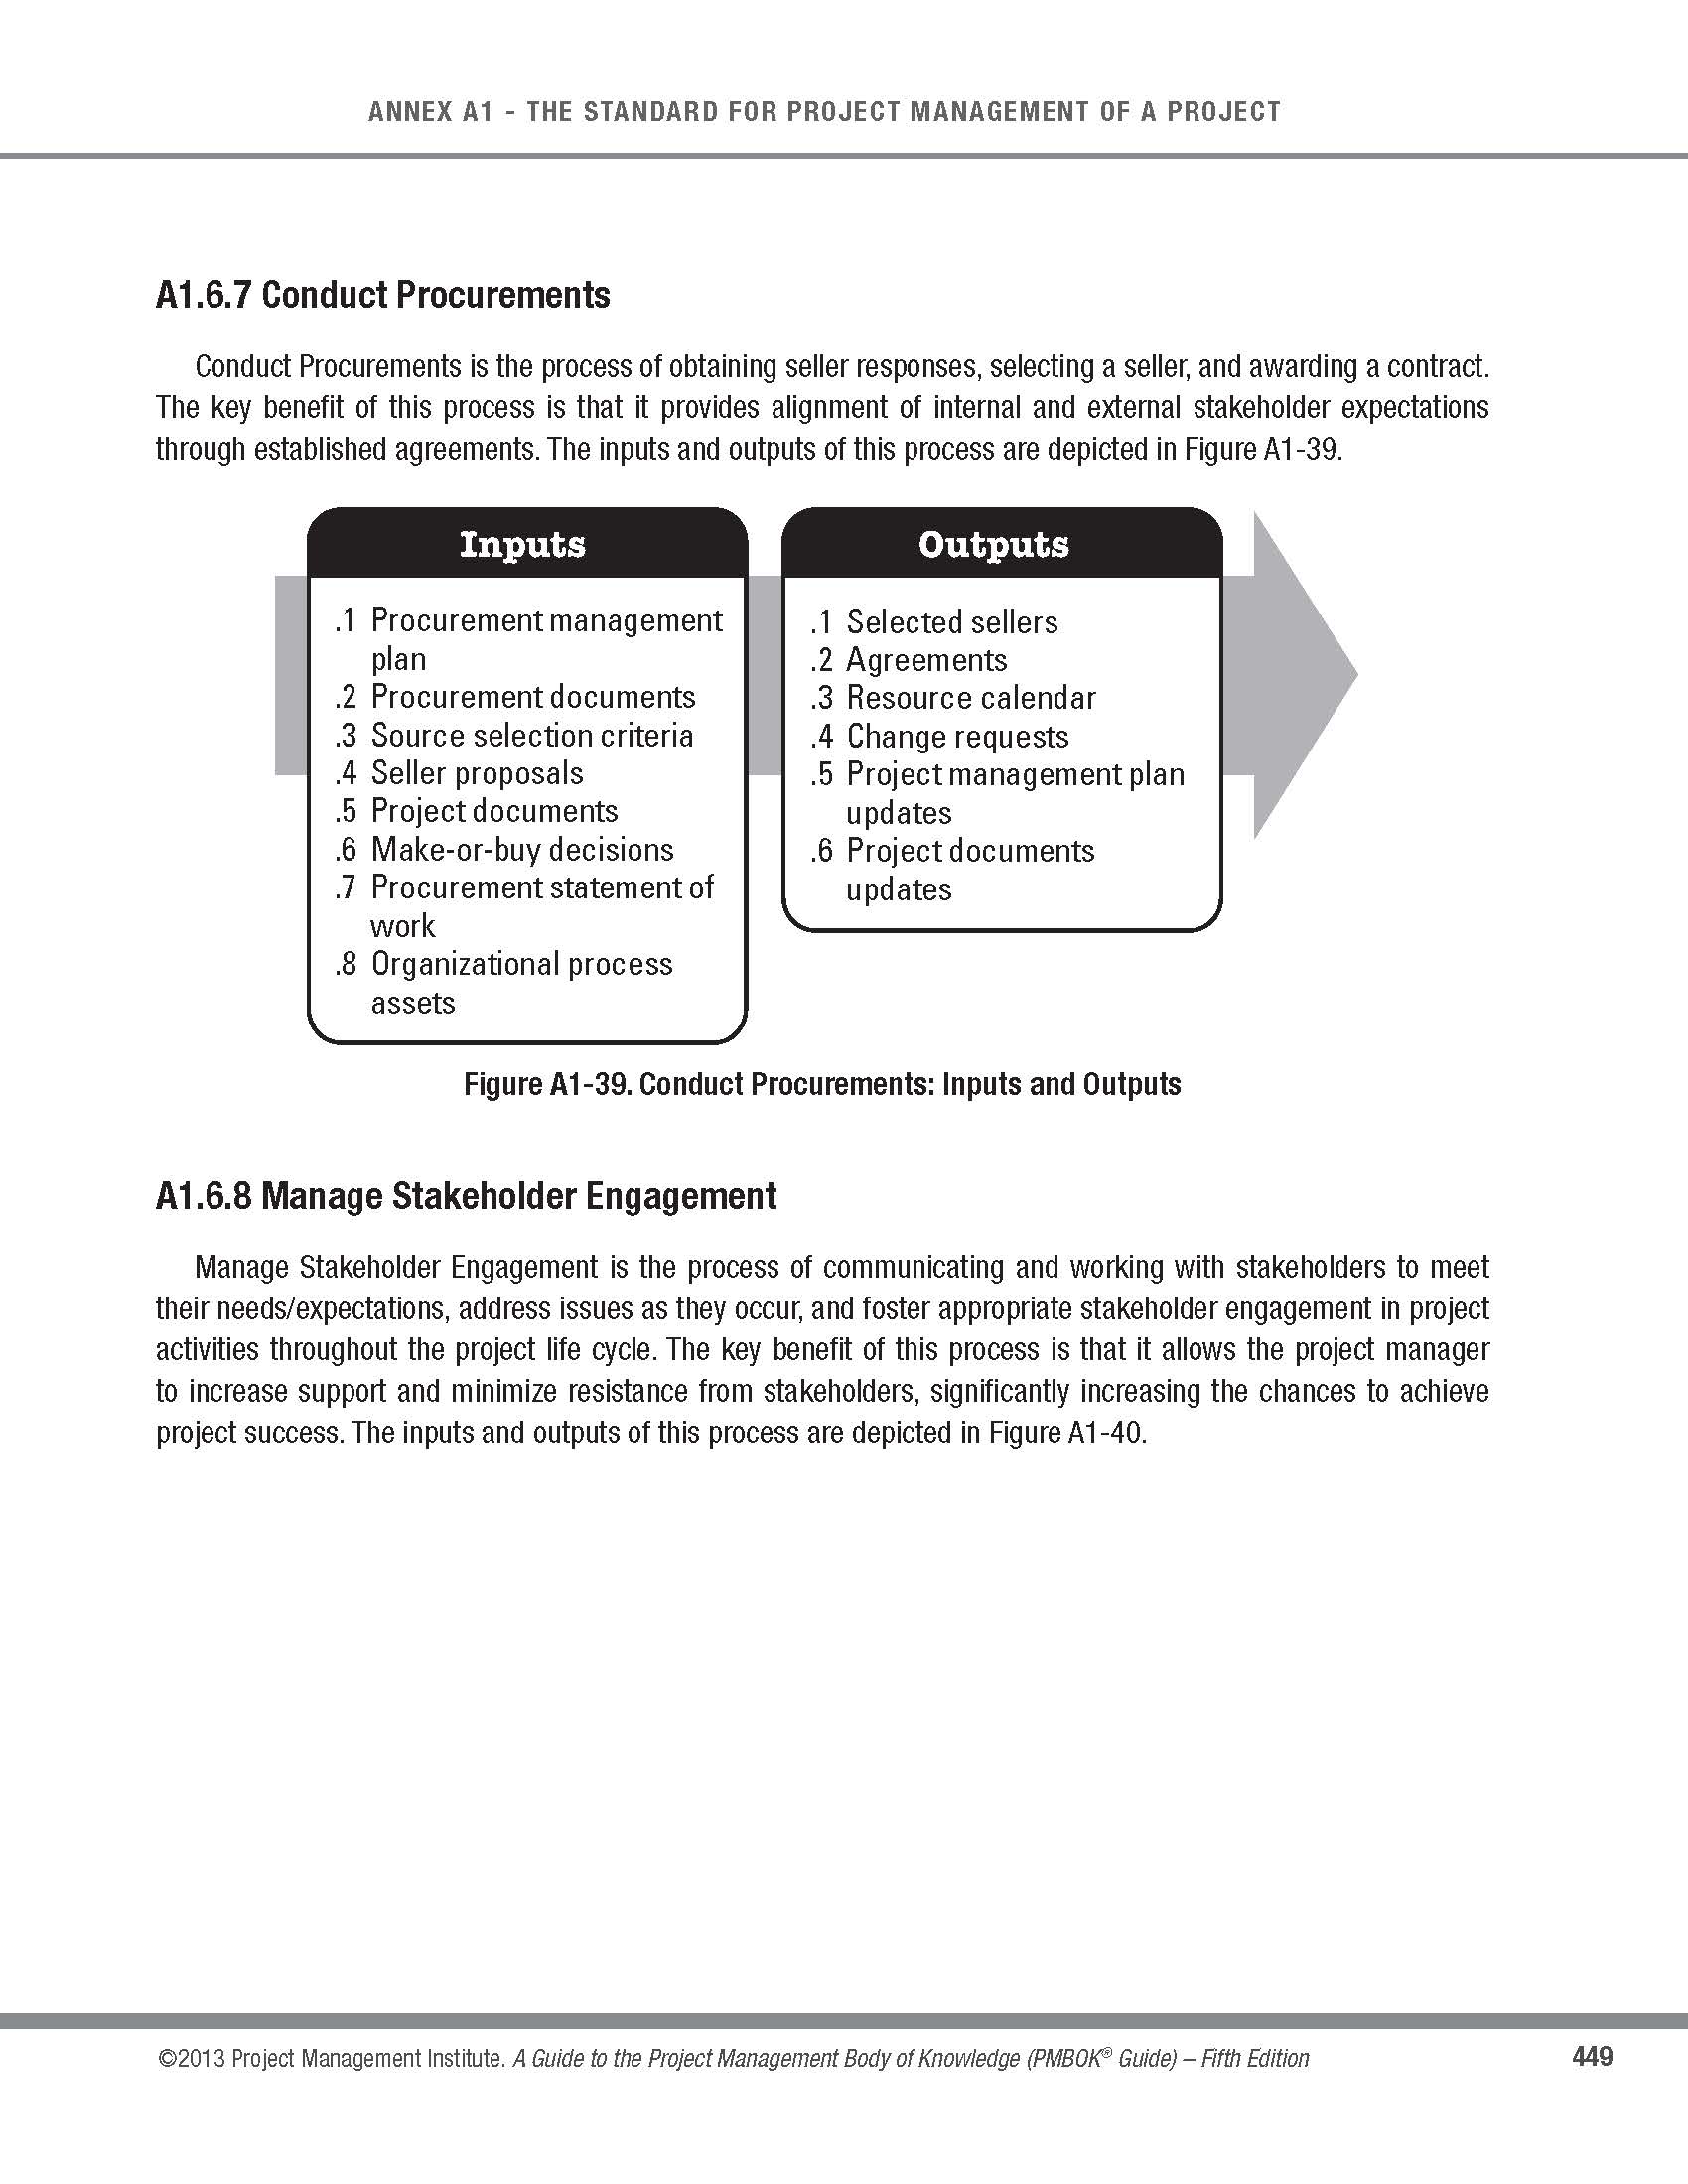 ANNEX A1 - THE STANDARD FOR PROJECT MANAGEMENT OF A PROJECT
A1.6.7 Conduct Procurements
Conduct Procurements is the process of obtaining seller responses, selecting a seller, and awarding a contract.
The key benefit of this process is that it provides alignment of internal and external stakeholder expectations
through established agreements. The inputs and outputs of this process are depicted in Figure A1-39.
Inputs
.1 Procurement management
plan
.2 Procurement documents
.3 Source selection criteria
.4 Seller proposals
.5 Project documents
.6 Make-or-buy decisions
.7 Procurement statement of
work
.8 Organizational process
assets
Outputs
.1 Selected sellers
.2 Agreements
.3 Resource calendar
.4 Change requests
.5 Project management plan
updates
.6 Project documents
updates
Figure A1-39. Conduct Procurements: Inputs and Outputs
A1.6.8 Manage Stakeholder Engagement
Manage Stakeholder Engagement is the process of communicating and working with stakeholders to meet
their needs/expectations, address issues as they occur, and foster appropriate stakeholder engagement in project
activities throughout the project life cycle. The key benefit of this process is that it allows the project manager
to increase support and minimize resistance from stakeholders, significantly increasing the chances to achieve
project success. The inputs and outputs of this process are depicted in Figure A1-40.
©2013 Project Management Institute. A Guide to the Project Management Body of Knowledge (PMBOK® Guide) – Fifth Edition
449